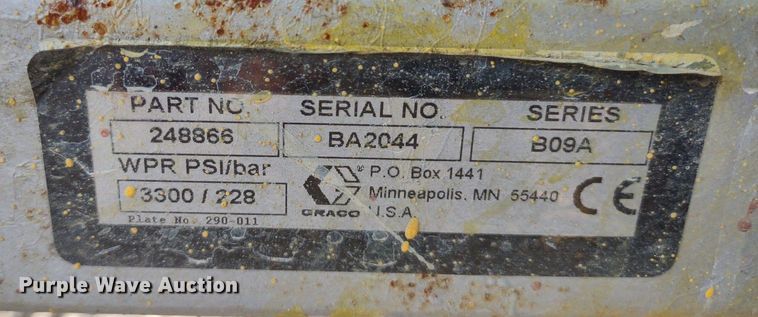 PART NO. SERIAL NO. SERIES
248866 BA2044 B09A
WPR PSI/bar
3300 / 228
Plate No. 290-011
GRACO
® P.O. Box 1441
Minneapolis, MN 55440
U.S.A.
CE
Purple Wave Auction